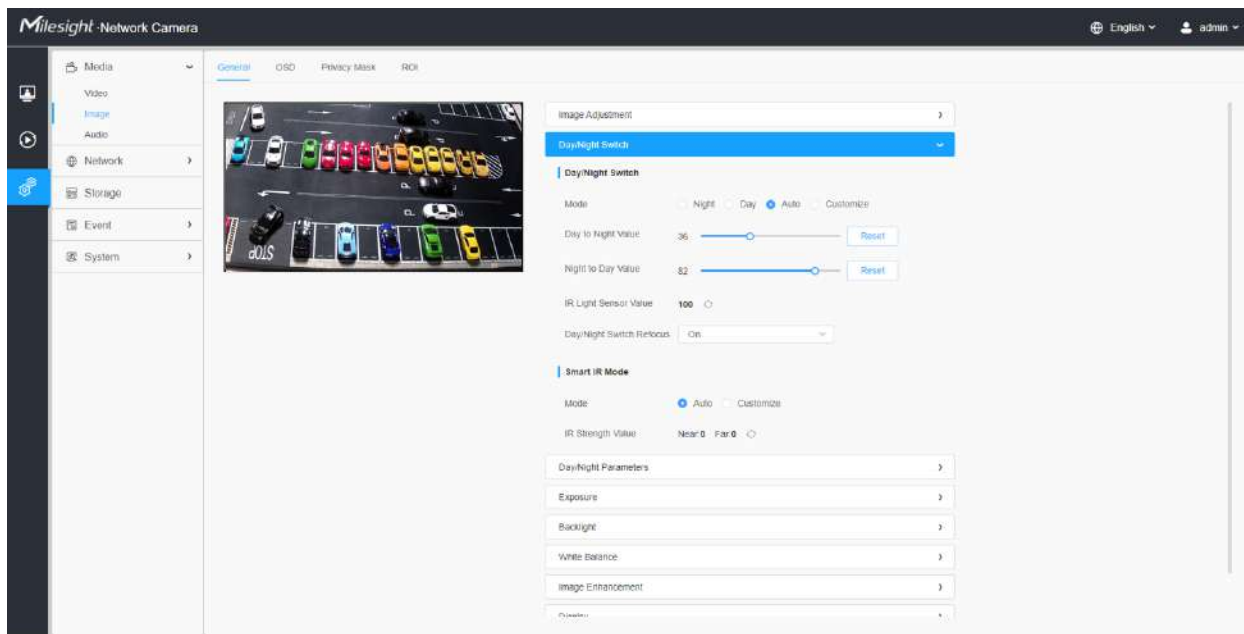 Milesight -Network Camera
English
admin
Media
Video
Image
Audio
Network
Storage
Event
System
General OSD Privacy Mask ROI
STOP
Image Adjustment
Day/Night Switch
Day/Night Switch
Mode Night Day Auto Customize
Day to Night Value 36 Reset
Night to Day Value 82 Reset
IR Light Sensor Value 100
Day/Night Switch Refocus On
Smart IR Mode
Mode Auto Customize
IR Strength Value Near:0 Far:0
Day/Night Parameters
Exposure
Backlight
White Balance
Image Enhancement
Display